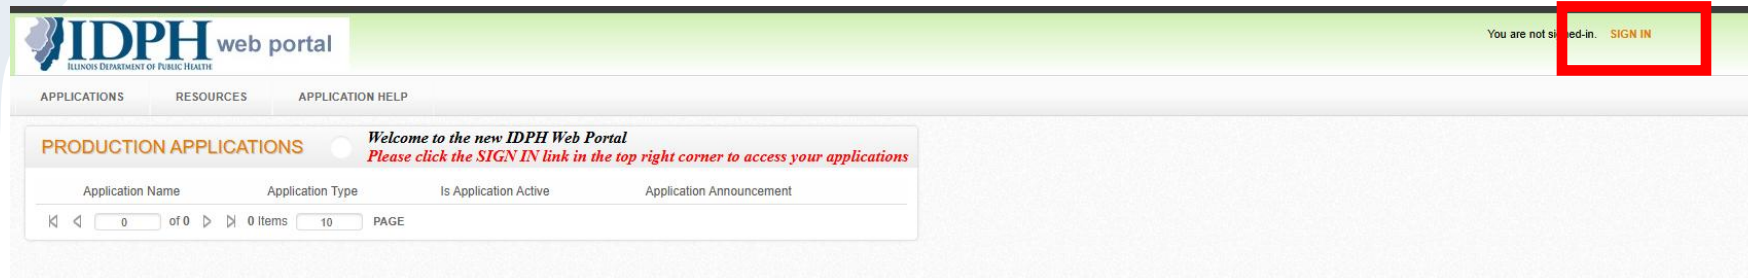 IDPH web portal
ILLINOIS DEPARTMENT OF PUBLIC HEALTH
You are not signed-in. SIGN IN
APPLICATIONS RESOURCES APPLICATION HELP
PRODUCTION APPLICATIONS
Welcome to the new IDPH Web Portal
Please click the SIGN IN link in the top right corner to access your applications
Application Name Application Type Is Application Active Application Announcement
0 of 0 0 Items 10 PAGE